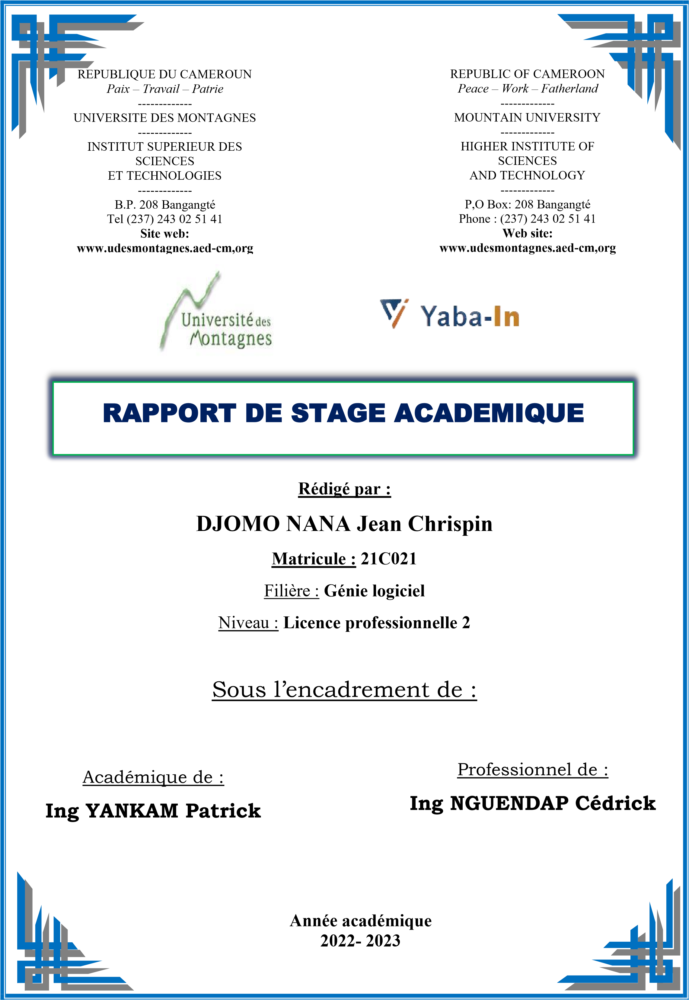 REPUBLIQUE DU CAMEROUN
Paix – Travail – Patrie
-------------
UNIVERSITE DES MONTAGNES
-------------
INSTITUT SUPERIEUR DES
SCIENCES
ET TECHNOLOGIES
-------------
B.P. 208 Bangangté
Tel (237) 243 02 51 41
Site web:
www.udesmontagnes.aed-cm,org
REPUBLIC OF CAMEROON
Peace – Work – Fatherland
-------------
MOUNTAIN UNIVERSITY
-------------
HIGHER INSTITUTE OF
SCIENCES
AND TECHNOLOGY
-------------
P,O Box: 208 Bangangté
Phone : (237) 243 02 51 41
Web site:
www.udesmontagnes.aed-cm,org
Université des
Montagnes
Yaba-In
RAPPORT DE STAGE ACADEMIQUE
Rédigé par :
DJOMO NANA Jean Chrispin
Matricule : 21C021
Filière : Génie logiciel
Niveau : Licence professionnelle 2
Sous l’encadrement de :
Académique de :
Ing YANKAM Patrick
Professionnel de :
Ing NGUENDAP Cédrick
Année académique
2022- 2023